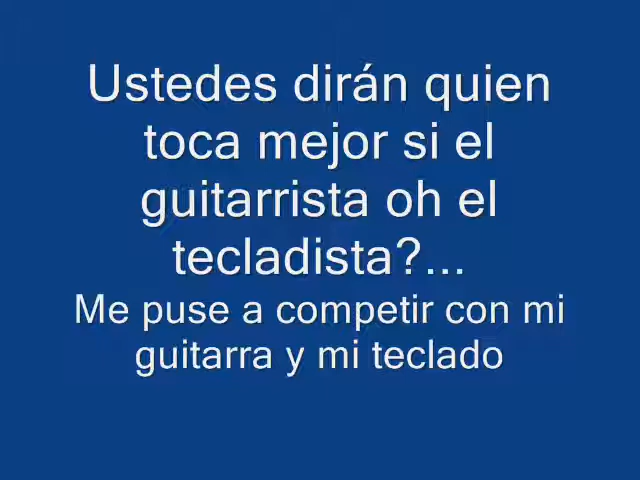 Ustedes dirán quien
toca mejor si el
guitarrista oh el
tecladista?...
Me puse a competir con mi
guitarra y mi teclado